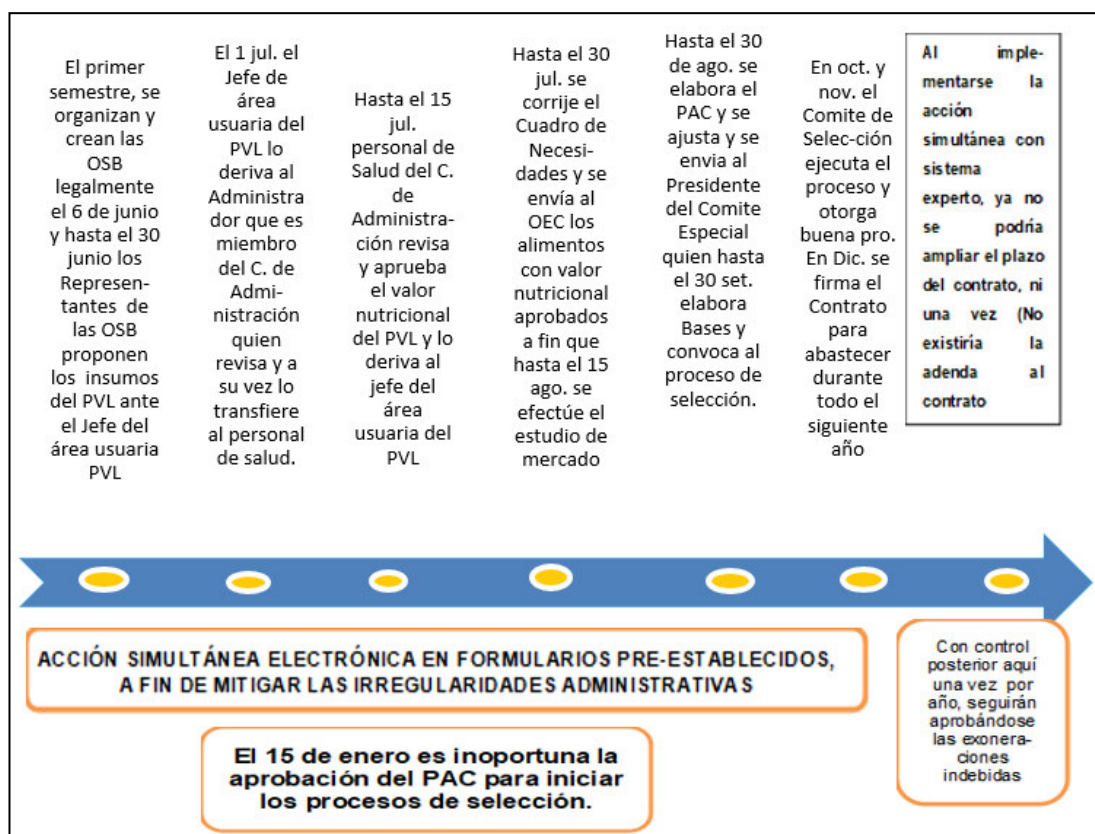 El primer
semestre, se
organizan y
crean las
OSB
legalmente
el 6 de junio
y hasta el 30
junio los
Represen-
tantes de
las OSB
proponen
los insumos
del PVL ante
el Jefe del
área usuaria
PVL
El 1 jul. el
Jefe de
área
usuaria del
PVL lo
deriva al
Administra
dor que es
miembro
del C. de
Admi-
nistración
quien
revisa y a
su vez lo
transfiere
al personal
de salud.
Hasta el 15
jul.
personal de
Salud del C.
de
Administra-
ción revisa
y aprueba
el valor
nutricional
del PVL y lo
deriva al
jefe del
área
usuaria del
PVL
Hasta el 30
jul. se
corrije el
Cuadro de
Necesi-
dades y se
envía al
OEC los
alimentos
con valor
nutricional
aprobados
a fin que
hasta el 15
ago. se
efectúe el
estudio de
mercado
Hasta el 30
de ago. se
elabora el
PAC y se
ajusta y se
envia al
Presidente
del Comite
Especial
quien hasta
el 30 set.
elabora
Bases y
convoca al
proceso de
selección.
En oct. y
nov. el
Comite de
Selec-ción
ejecuta el
proceso y
otorga
buena pro.
En Dic. se
firma el
Contrato
para
abastecer
durante
todo el
siguiente
año
Al imple-
mentarse la
acción
simultánea con
sistema
experto, ya no
se podría
ampliar el plazo
del contrato, ni
una vez (No
existiría la
adenda al
contrato
ACCIÓN SIMULTÁNEA ELECTRÓNICA EN FORMULARIOS PRE-ESTABLECIDOS,
A FIN DE MITIGAR LAS IRREGULARIDADES ADMINISTRATIVAS
El 15 de enero es inoportuna la
aprobación del PAC para iniciar
los procesos de selección.
Con control
posterior aquí
una vez por
año, seguirán
aprobándose
las exonera-
ciones
indebidas